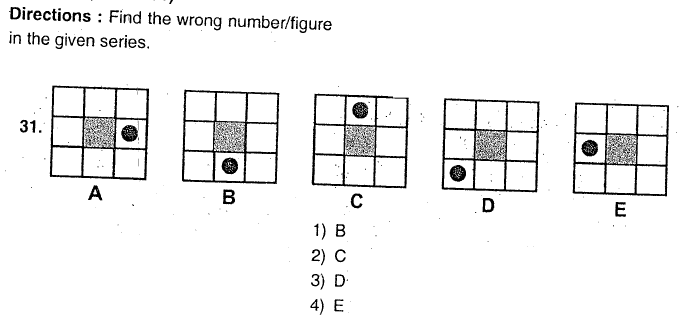 Directions : Find the wrong number/figure
in the given series.
31.
A B C D E
1) B
2) C
3) D
4) E